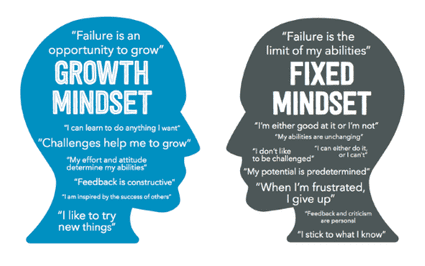 “Failure is an
opportunity to grow”
GROWTH
MINDSET
“I can learn to do anything I want”
“Challenges help me to grow”
“My effort and attitude
determine my abilities”
“Feedback is constructive”
“I am inspired by the success of others”
“I like to try
new things”
“Failure is the
limit of my abilities”
FIXED
MINDSET
“I’m either good at it or I’m not”
“My abilities are unchanging”
“I don’t like
to be challenged”
“I can either do it,
or I can’t”
“My potential is predetermined”
“When I’m frustrated,
I give up”
“Feedback and criticism
are personal
“I stick to what I know”